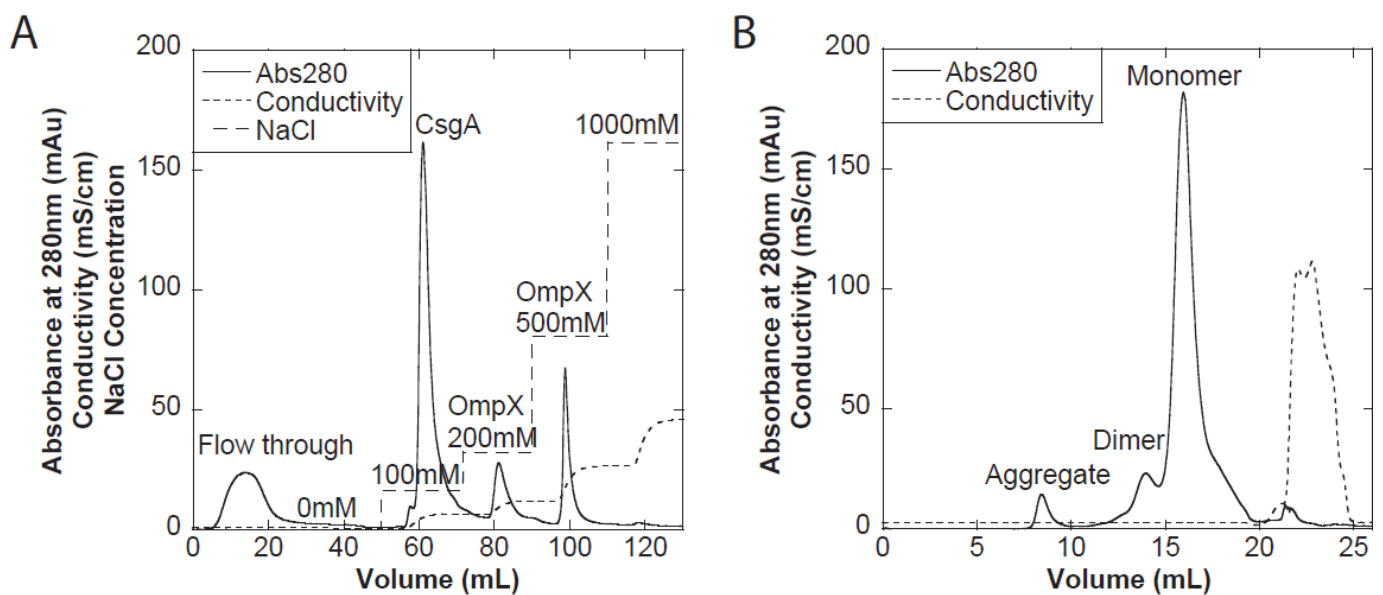 A
Absorbance at 280nm (mAu)
Conductivity (mS/cm)
NaCl Concentration
200
150
100
50
0
Abs280
Conductivity
NaCl
CsgA
1000mM
OmpX
500mM
OmpX
200mM
Flow through
100mM
0mM
0 20 40 60 80 100 120
Volume (mL)
B
Absorbance at 280nm (mAu)
Conductivity (mS/cm)
200
150
100
50
0
Abs280
Conductivity
Monomer
Dimer
Aggregate
0 5 10 15 20 25
Volume (mL)